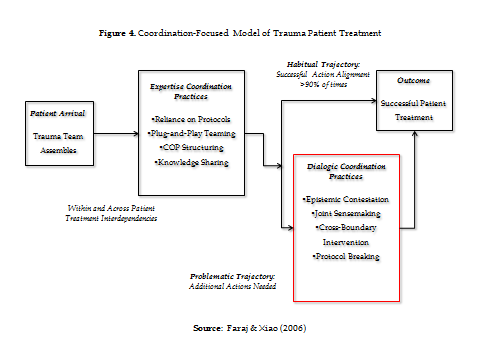 Figure 4. Coordination-Focused Model of Trauma Patient Treatment
Patient Arrival
Trauma Team
Assembles
Expertise Coordination
Practices
•Reliance on Protocols
•Plug-and-Play Teaming
•COP Structuring
•Knowledge Sharing
Within and Across Patient
Treatment Interdependencies
Habitual Trajectory:
Successful Action Alignment
>90% of times
Outcome
Successful Patient
Treatment
Dialogic Coordination
Practices
•Epistemic Contestation
•Joint Sensemaking
•Cross-Boundary
Intervention
•Protocol Breaking
Problematic Trajectory:
Additional Actions Needed
Source: Faraj & Xiao (2006)